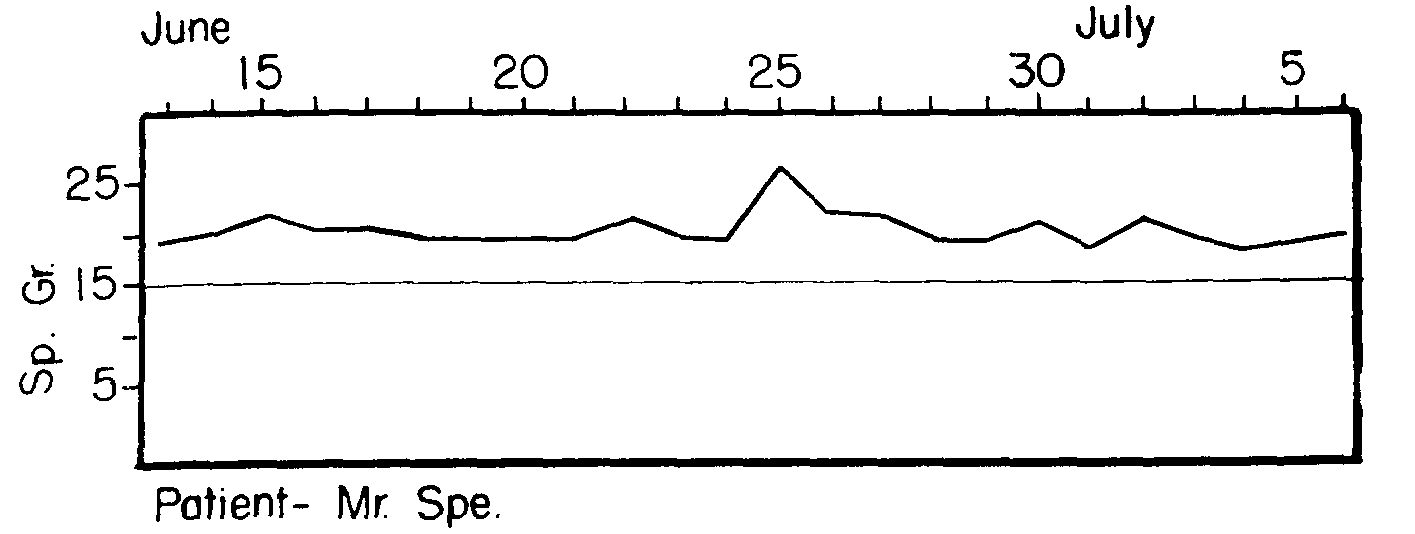 June July
15 20 25 30 5
25
15
5
Sp. Gr.
Patient- Mr. Spe.